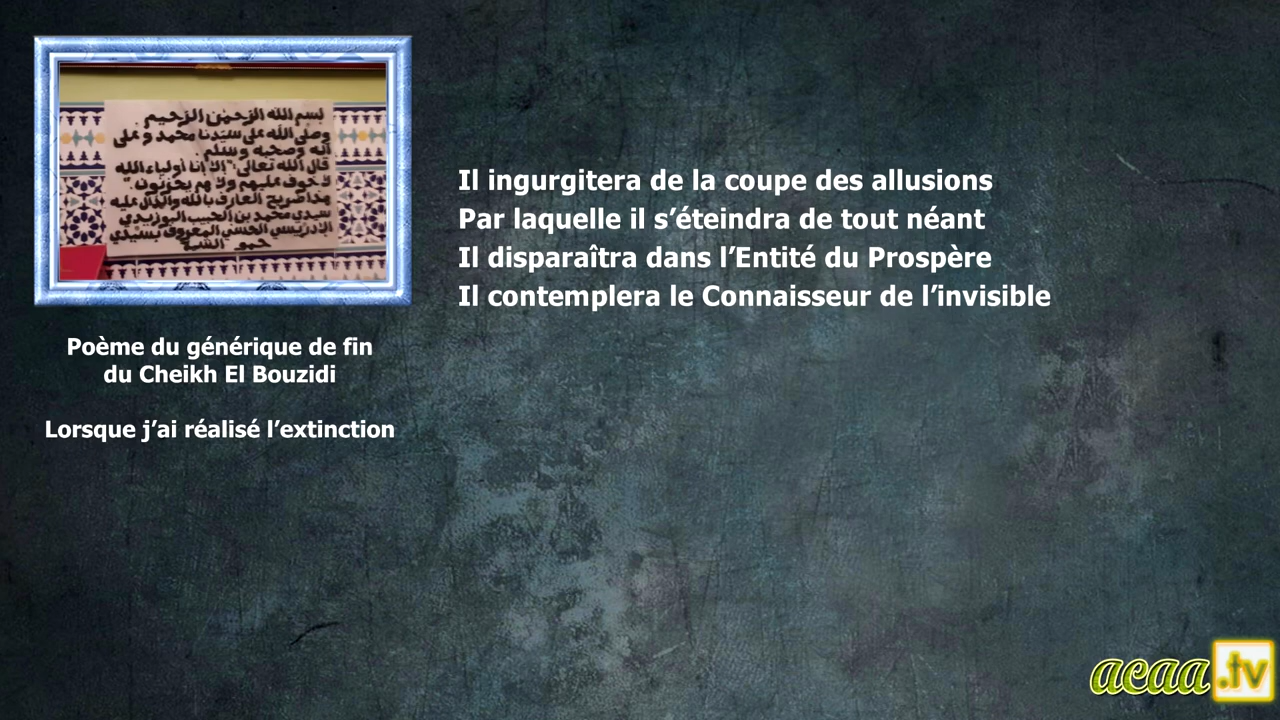 بسم الله الرحمن الرحيم
وصلى الله على سيدنا محمد وعلى
آله وصحبه وسلم.
قال الله تعالى: "إلا إنا أولياء الله
لا خوف عليهم ولا هم يحزنون"
هذا ضريح العارف بالله والدال عليه
سيدي محمد بن الحبيب البوزيدي
الإدريسي الحسني المعروف بسيدي
حمو الشيخ
Poème du générique de fin
du Cheikh El Bouzidi
Lorsque j’ai réalisé l’extinction
Il ingurgitera de la coupe des allusions
Par laquelle il s’éteindra de tout néant
Il disparaîtra dans l’Entité du Prospère
Il contemplera le Connaisseur de l’invisible
acaa.tv